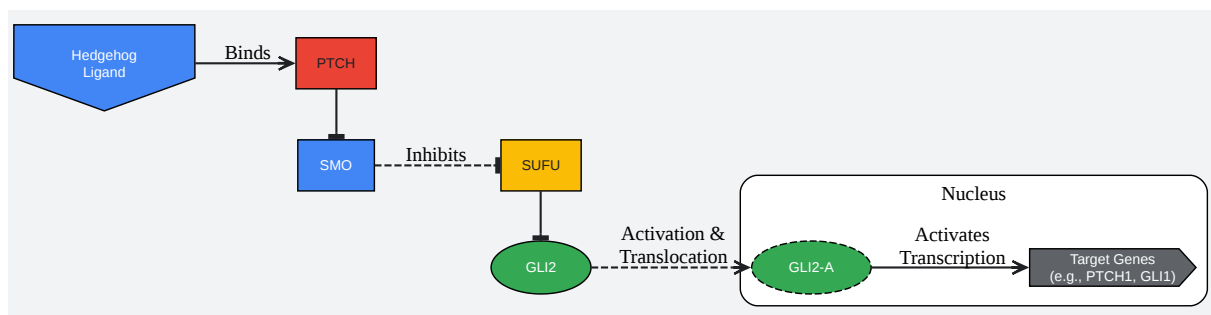 Hedgehog
Ligand
Binds
PTCH
SMO
Inhibits
SUFU
Nucleus
GLI2
Activation &
Translocation
GLI2-A
Activates
Transcription
Target Genes
(e.g., PTCH1, GLI1)